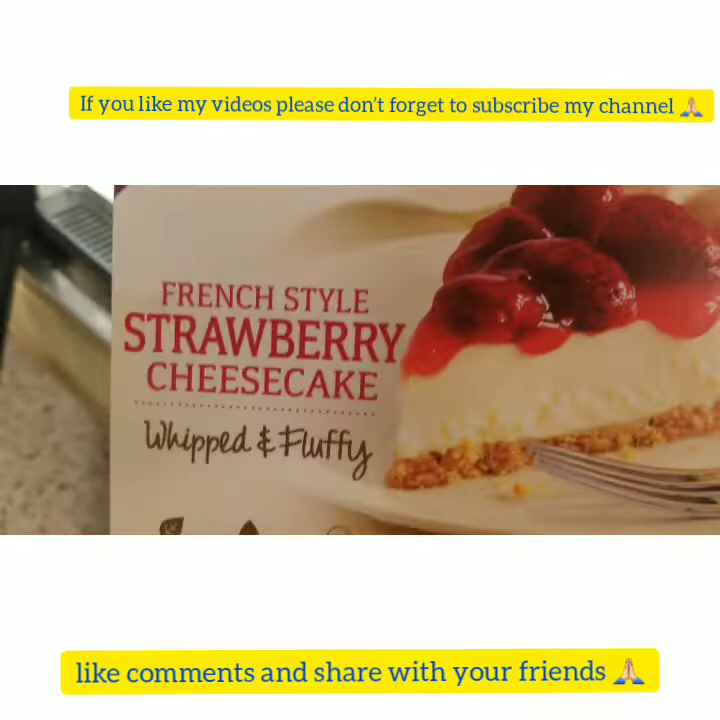 If you like my videos please don't forget to subscribe my channel 🙏🏻
FRENCH STYLE
STRAWBERRY
CHEESECAKE
Whipped & Fluffy
like comments and share with your friends 🙏🏻